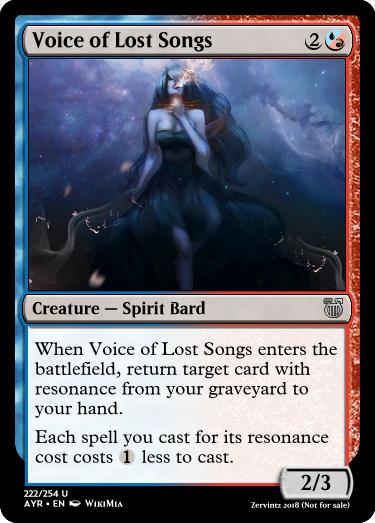 Voice of Lost Songs 2
Creature — Spirit Bard
When Voice of Lost Songs enters the
battlefield, return target card with
resonance from your graveyard to
your hand.
Each spell you cast for its resonance
cost costs 1 less to cast.
2/3
222/254 U
AYR • EN WikiMia
Zervintz 2018 (Not for sale)